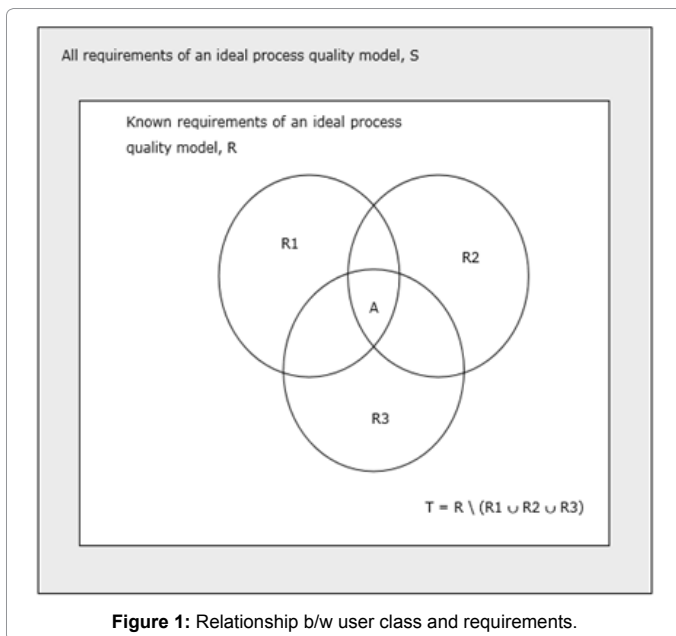 All requirements of an ideal process quality model, S
Known requirements of an ideal process
quality model, R
R1
R2
A
R3
T = R \ (R1 ∪ R2 ∪ R3)
Figure 1: Relationship b/w user class and requirements.